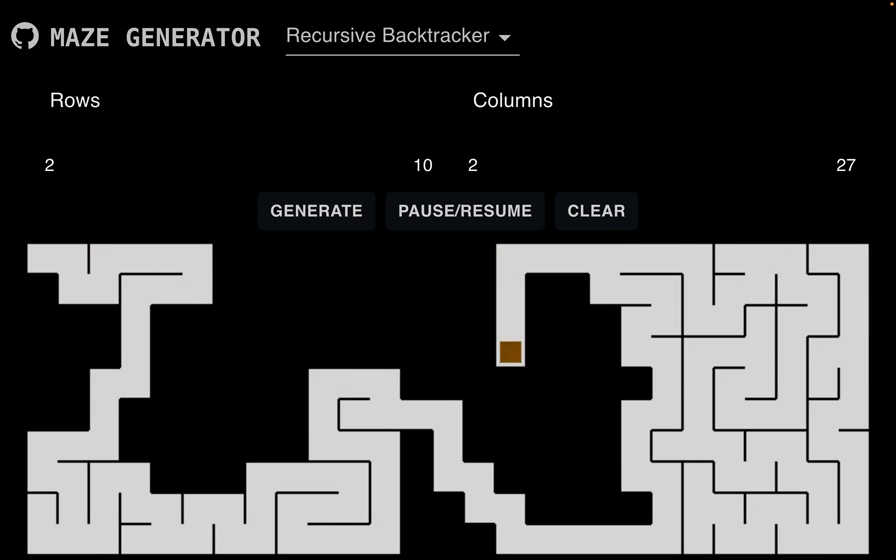 MAZE GENERATOR Recursive Backtracker
Rows Columns
2 10 2 27
GENERATE PAUSE/RESUME CLEAR